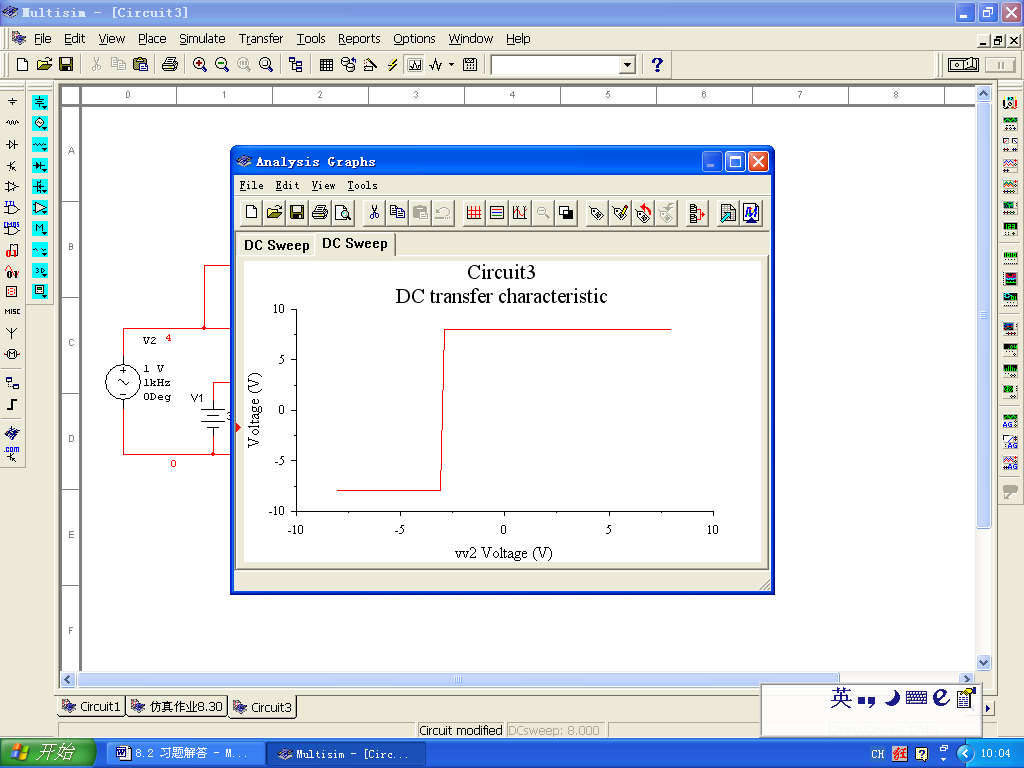 Multisim - [Circuit3]
File Edit View Place Simulate Transfer Tools Reports Options Window Help
0 1 2 3 4 5 6 7 8
A
B
C
D
E
F
MISC
.com
V2 4
1 V
1kHz
0Deg
V1
0
Analysis Graphs
File Edit View Tools
DC Sweep DC Sweep
Circuit3
DC transfer characteristic
10
5
0
-5
-10
Voltage (V)
-10 -5 0 5 10
vv2 Voltage (V)
Circuit1 仿真作业8.30 Circuit3
英
Circuit modified DCsweep: 8.000
开始 8.2 习题解答 - M... Multisim - [Circ... CH 10:04